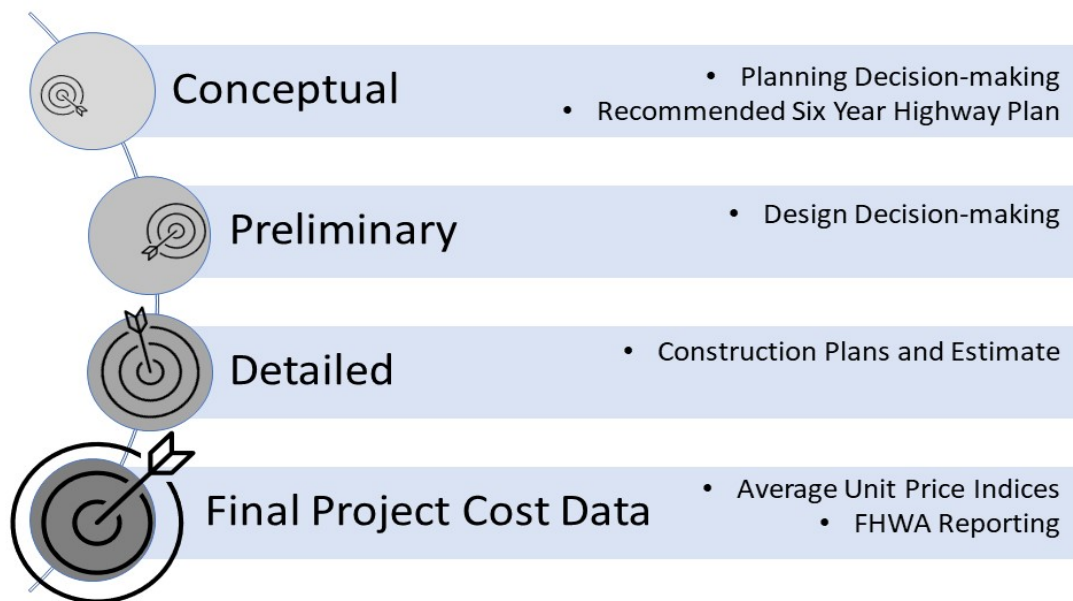 Conceptual
• Planning Decision-making
• Recommended Six Year Highway Plan
Preliminary
• Design Decision-making
Detailed
• Construction Plans and Estimate
Final Project Cost Data
• Average Unit Price Indices
• FHWA Reporting